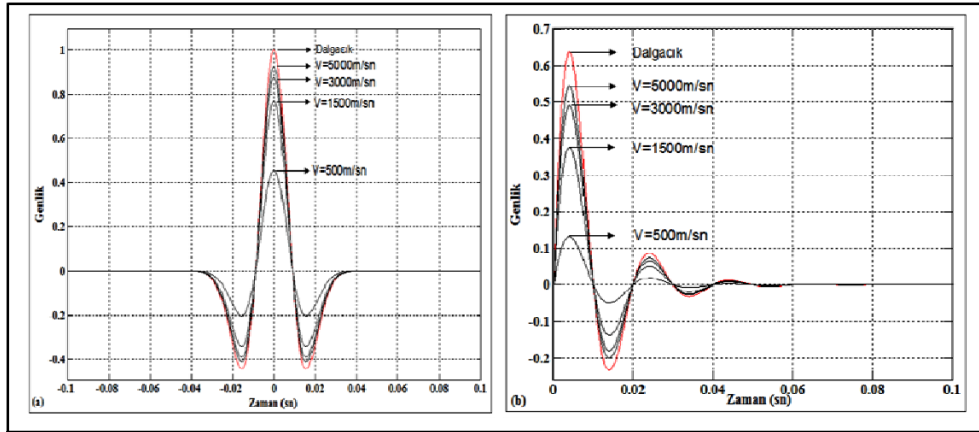 Genlik
1
0.8
0.6
0.4
0.2
0
-0.2
-0.4
Dalgacık
V=5000m/sn
V=3000m/sn
V=1500m/sn
V=500m/sn
-0.1
-0.08
-0.06
-0.04
-0.02
0
0.02
0.04
0.06
0.08
0.1
(a)
Zaman (sn)
Genlik
0.7
0.6
0.5
0.4
0.3
0.2
0.1
0
-0.1
-0.2
Dalgacık
V=5000m/sn
V=3000m/sn
V=1500m/sn
V=500m/sn
0
0.02
0.04
0.06
0.08
0.1
(b)
Zaman (sn)